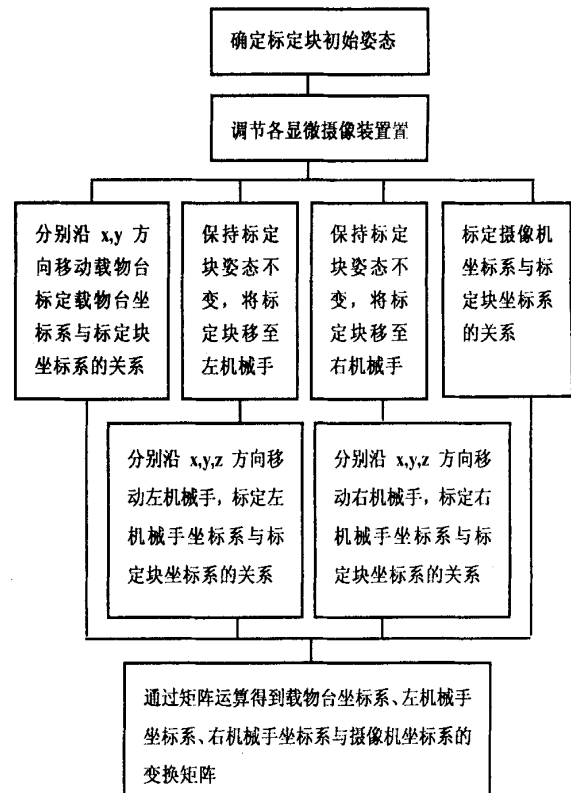 确定标定块初始姿态
调节各显微摄像装置置
分别沿 x,y 方
向移动载物台
标定载物台坐
标系与标定块
坐标系的关系
保持标定
块姿态不
变，将标
定块移至
左机械手
保持标定
块姿态不
变，将标
定块移至
右机械手
标定摄像机
坐标系与标
定块坐标系
的关系
分别沿 x,y,z 方向移
动左机械手，标定左
机械手坐标系与标
定块坐标系的关系
分别沿 x,y,z 方向移
动右机械手，标定右
机械手坐标系与标
定块坐标系的关系
通过矩阵运算得到载物台坐标系、左机械手
坐标系、右机械手坐标系与摄像机坐标系的
变换矩阵